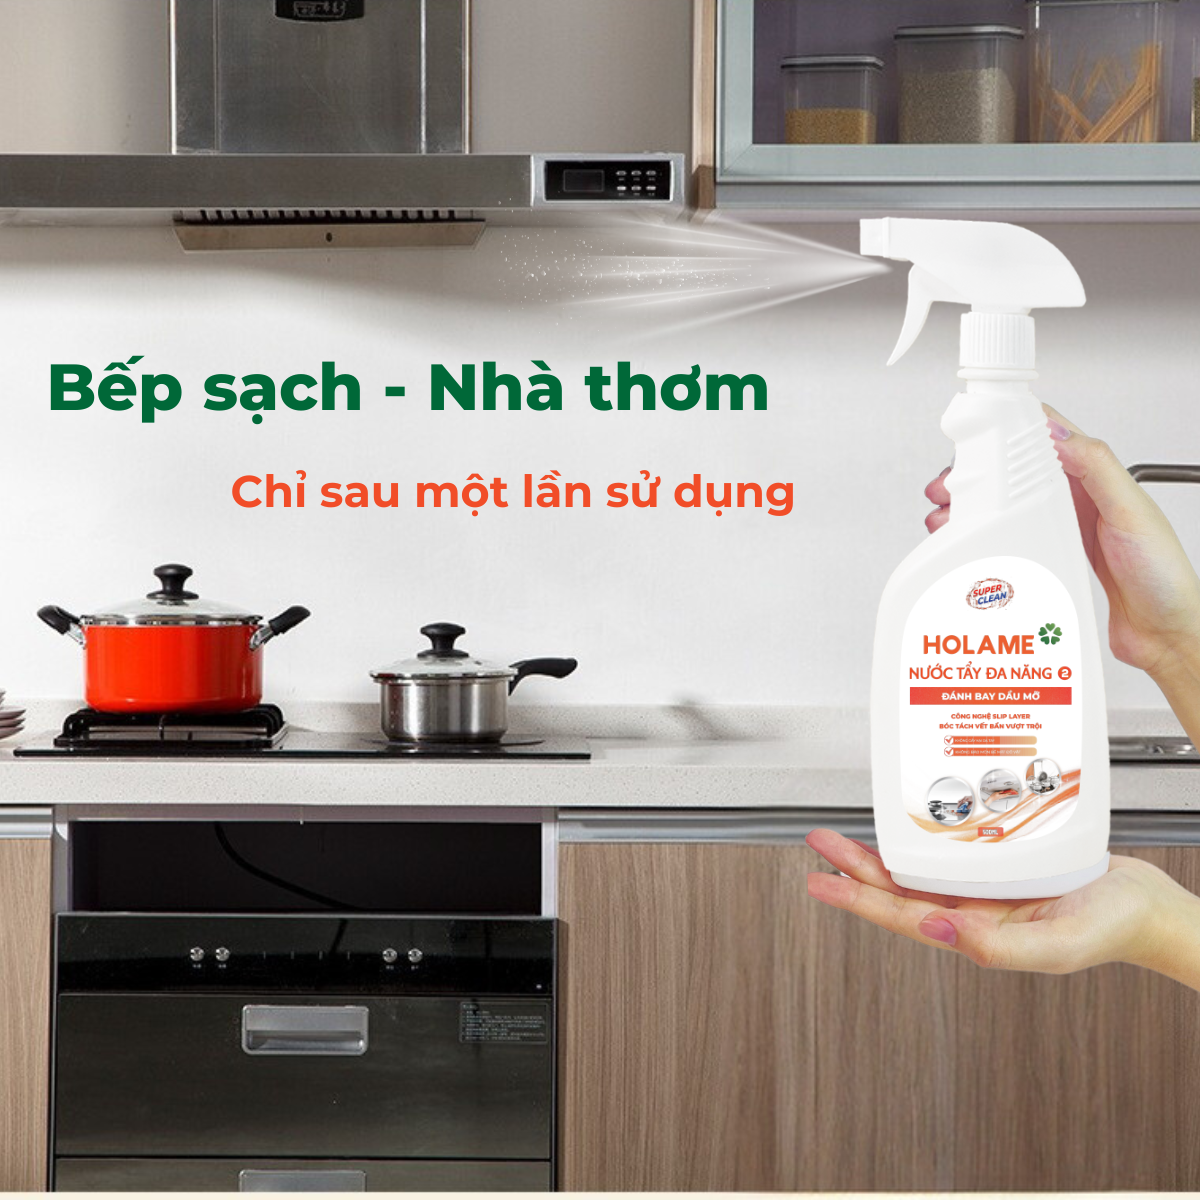 Bếp sạch - Nhà thơm
Chỉ sau một lần sử dụng
SUPER
CLEAN
HOLAME
NƯỚC TẨY ĐA NĂNG 2
ĐÁNH BAY DẦU MỠ
CÔNG NGHỆ SLIP LAYER
BÓC TÁCH VẾT BẨN VƯỢT TRỘI
500ML